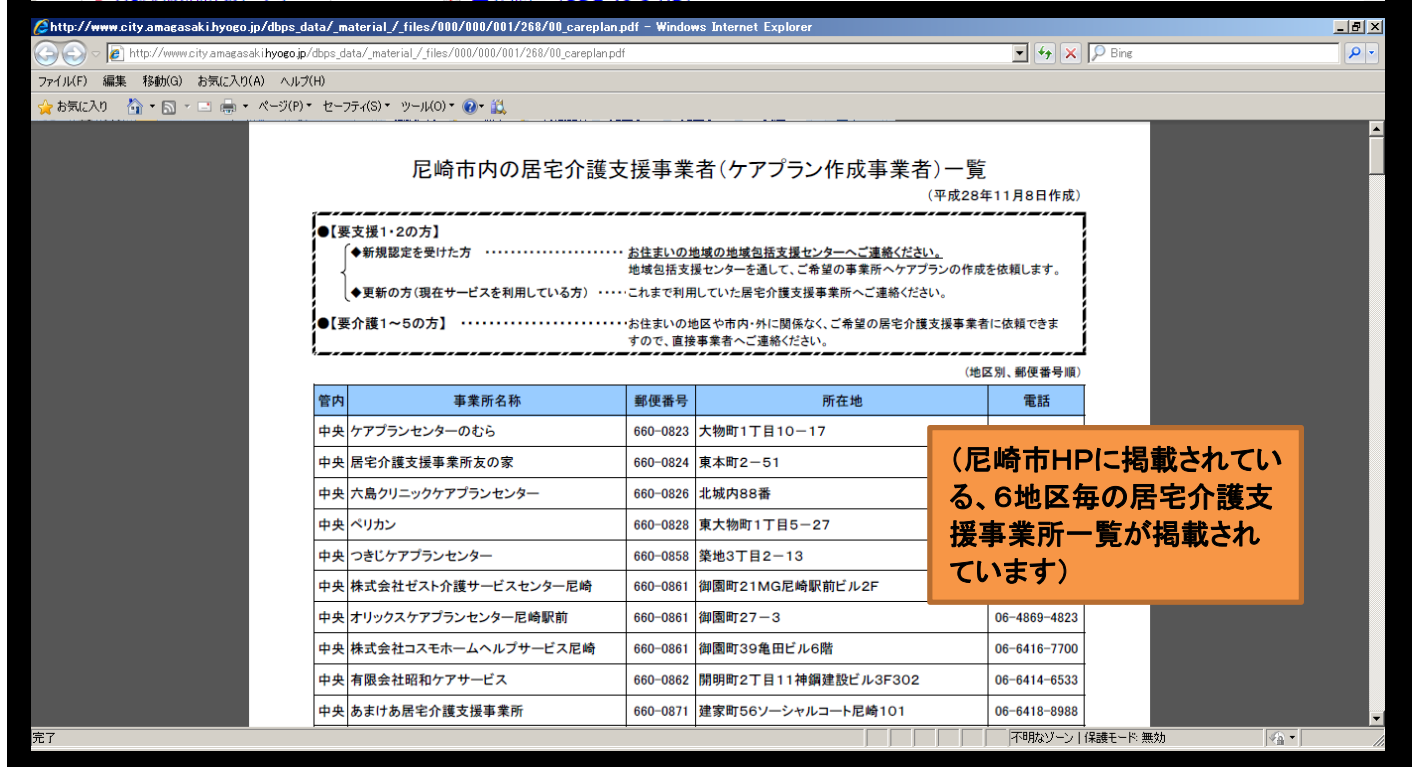 http://www.city.amagasaki.hyogo.jp/dbps_data/_material_/_files/000/000/001/268/00_careplan.pdf - Windows Internet Explorer
http://www.city.amagasaki.hyogo.jp/dbps_data/_material_/_files/000/000/001/268/00_careplan.pdf
Bing
ファイル(F) 編集 移動(G) お気に入り(A) ヘルプ(H)
お気に入り ページ(P) セーフティ(S) ツール(O)
尼崎市内の居宅介護支援事業者(ケアプラン作成事業者)一覧
(平成28年11月8日作成)
●【要支援1・2の方】
◆新規認定を受けた方 ・・・・・・・・・・・・・・・・・・・・ お住まいの地域の地域包括支援センターへご連絡ください。
地域包括支援センターを通して、ご希望の事業所へケアプランの作成を依頼します。
◆更新の方(現在サービスを利用している方) ・・・・・これまで利用していた居宅介護支援事業所へご連絡ください。
●【要介護1~5の方】 ・・・・・・・・・・・・・・・・・・・・・・・・お住まいの地区や市内・外に関係なく、ご希望の居宅介護支援事業者に依頼できま
すので、直接事業者へご連絡ください。
(地区別、郵便番号順)
管内 事業所名称 郵便番号 所在地 電話
中央 ケアプランセンターのむら 660-0823 大物町1丁目10-17
中央 居宅介護支援事業所友の家 660-0824 東本町2-51
中央 六島クリニックケアプランセンター 660-0826 北城内88番
中央 ペリカン 660-0828 東大物町1丁目5-27
中央 つきじケアプランセンター 660-0858 築地3丁目2-13
中央 株式会社ゼスト介護サービスセンター尼崎 660-0861 御園町21MG尼崎駅前ビル2F
中央 オリックスケアプランセンター尼崎駅前 660-0861 御園町27-3 06-4869-4823
中央 株式会社コスモホームヘルプサービス尼崎 660-0861 御園町39亀田ビル6階 06-6416-7700
中央 有限会社昭和ケアサービス 660-0862 開明町2丁目11神鋼建設ビル3F302 06-6414-6533
中央 あまけあ居宅介護支援事業所 660-0871 建家町56ソーシャルコート尼崎101 06-6418-8988
(尼崎市HPに掲載されてい
る、6地区毎の居宅介護支
援事業所一覧が掲載され
ています)
完了 不明なゾーン | 保護モード: 無効